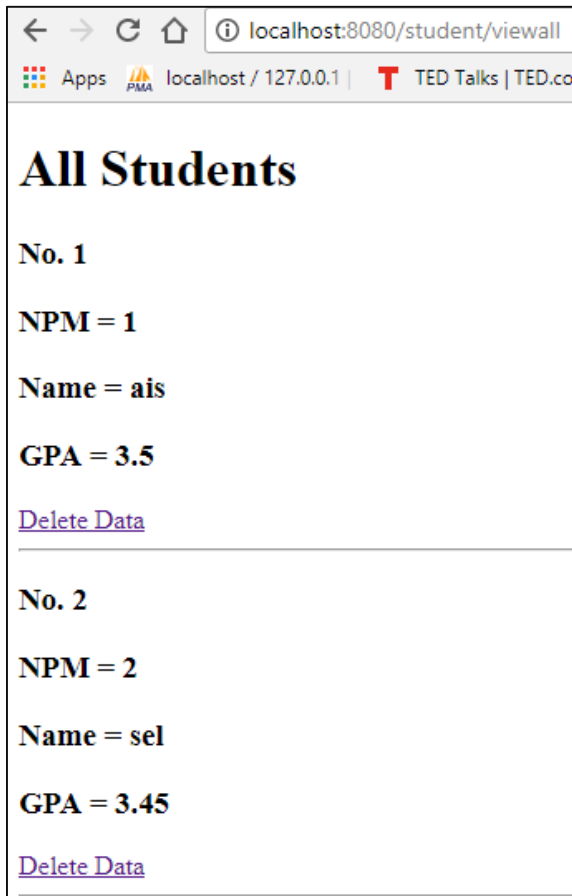 localhost:8080/student/viewall
Apps PMA localhost / 127.0.0.1 | T TED Talks | TED.co
All Students
No. 1
NPM = 1
Name = ais
GPA = 3.5
Delete Data
No. 2
NPM = 2
Name = sel
GPA = 3.45
Delete Data